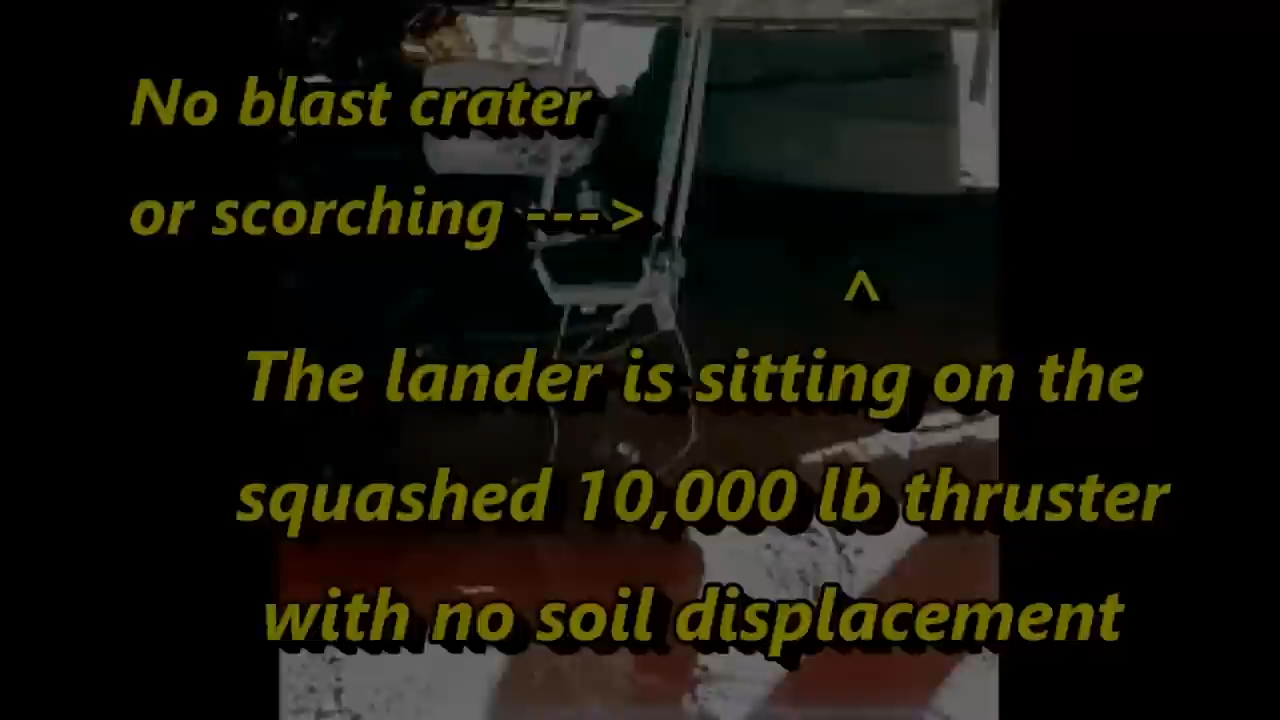 No blast crater
or scorching --->
^
The lander is sitting on the
squashed 10,000 lb thruster
with no soil displacement